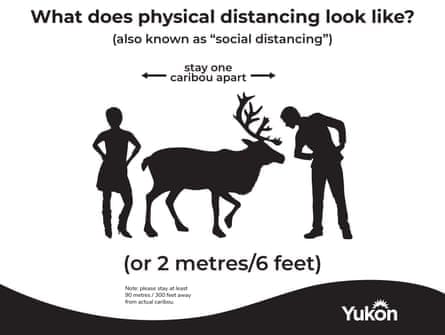 What does physical distancing look like?
(also known as “social distancing”)
stay one
caribou apart
(or 2 metres/6 feet)
Note: please stay at least
90 metres / 300 feet away
from actual caribou.
Yukon